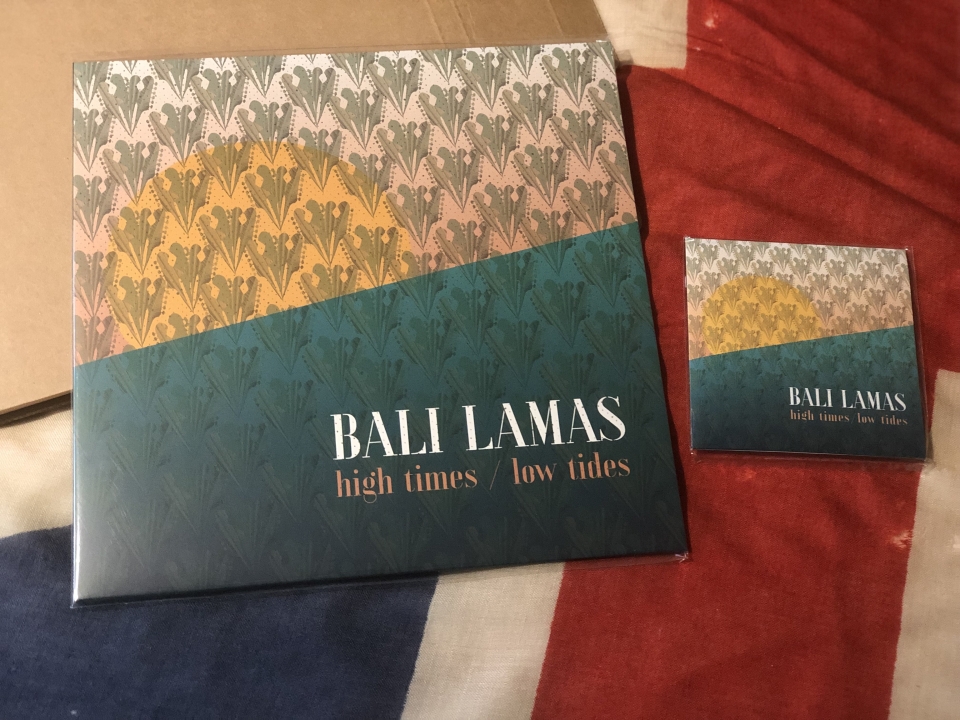 BALI LAMAS
high times / low tides
BALI LAMAS
high times / low tides